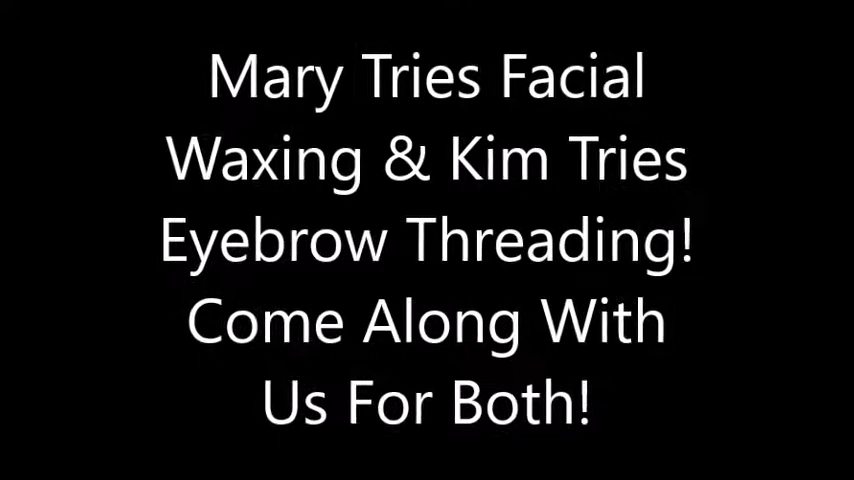 Mary Tries Facial
Waxing & Kim Tries
Eyebrow Threading!
Come Along With
Us For Both!